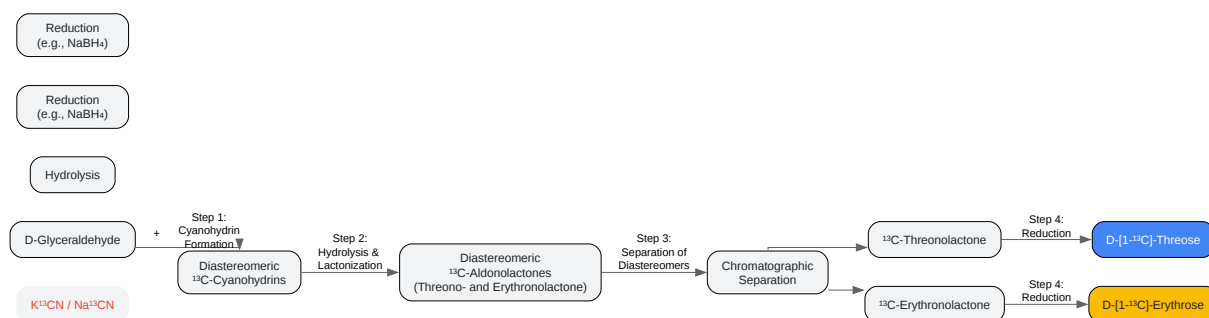 Reduction
(e.g., NaBH₄)
Reduction
(e.g., NaBH₄)
Hydrolysis
D-Glyceraldehyde
+
Step 1:
Cyanohydrin
Formation
Diastereomeric
¹³C-Cyanohydrins
Step 2:
Hydrolysis &
Lactonization
Diastereomeric
¹³C-Aldonolactones
(Threono- and Erythronolactone)
Step 3:
Separation of
Diastereomers
Chromatographic
Separation
¹³C-Threonolactone
Step 4:
Reduction
D-[1-¹³C]-Threose
¹³C-Erythronolactone
Step 4:
Reduction
D-[1-¹³C]-Erythrose
K¹³CN / Na¹³CN